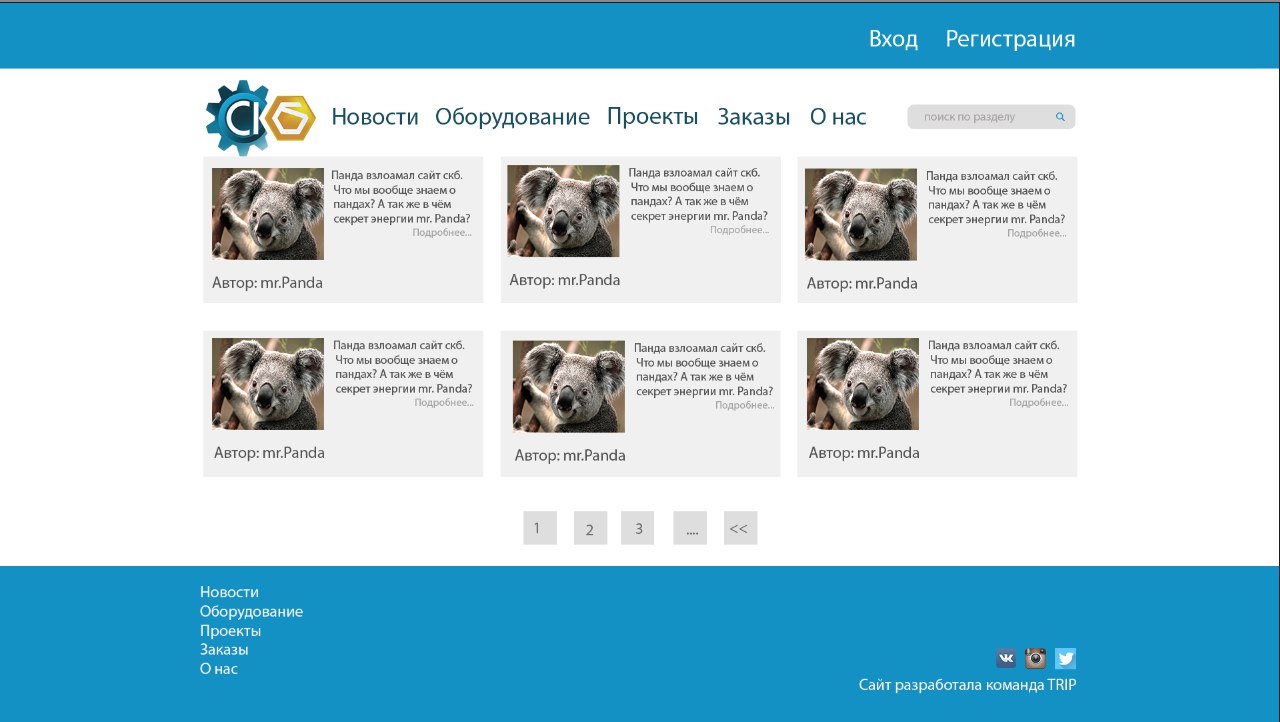 Вход Регистрация
СКБ
Новости Оборудование Проекты Заказы О нас поиск по разделу
Панда взлоамал сайт скб.
Что мы вообще знаем о
пандах? А так же в чём
секрет энергии mr. Panda?
Подробнее...
Автор: mr.Panda
Панда взлоамал сайт скб.
Что мы вообще знаем о
пандах? А так же в чём
секрет энергии mr. Panda?
Подробнее...
Автор: mr.Panda
Панда взлоамал сайт скб.
Что мы вообще знаем о
пандах? А так же в чём
секрет энергии mr. Panda?
Подробнее...
Автор: mr.Panda
Панда взлоамал сайт скб.
Что мы вообще знаем о
пандах? А так же в чём
секрет энергии mr. Panda?
Подробнее...
Автор: mr.Panda
Панда взлоамал сайт скб.
Что мы вообще знаем о
пандах? А так же в чём
секрет энергии mr. Panda?
Подробнее...
Автор: mr.Panda
Панда взлоамал сайт скб.
Что мы вообще знаем о
пандах? А так же в чём
секрет энергии mr. Panda?
Подробнее...
Автор: mr.Panda
1 2 3 .... <<
Новости
Оборудование
Проекты
Заказы
О нас
Сайт разработала команда TRIP